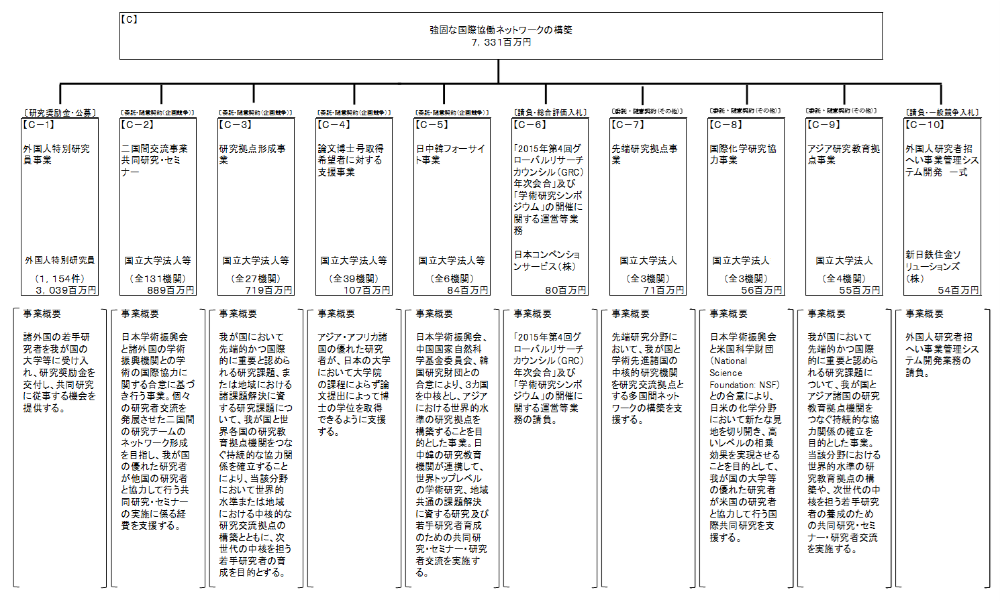 【C】
強固な国際協働ネットワークの構築
７，３３１百万円
〔研究奨励金・公募〕
【Ｃ－１】
外国人特別研究
員事業
外国人特別研究員
（１，１５４件）
３，０３９百万円
事業概要
諸外国の若手研
究者を我が国の
大学等に受け入
れ、研究奨励金を
交付し、共同研究
に従事する機会を
提供する。
〔委託・随意契約（企画競争）〕
【Ｃ－２】
二国間交流事業
共同研究・セミ
ナー
国立大学法人等
（全１３１機関）
８８９百万円
事業概要
日本学術振興会
と諸外国の学術
振興機関との学
術の国際協力に
関する合意に基づ
き行う事業。個々
の研究者交流を
発展させた二国間
の研究チームの
ネットワーク形成
を目指し、我が国
の優れた研究者
が他国の研究者
と協力して行う共
同研究・セミナー
の実施に係る経
費を支援する。
〔委託・随意契約（企画競争）〕
【Ｃ－３】
研究拠点形成事
業
国立大学法人等
（全２７機関）
７１９百万円
事業概要
我が国において
先端的かつ国際
的に重要と認めら
れる研究課題、ま
たは地域における
諸課題解決に資
する研究課題につ
いて、我が国と世
界各国の研究教
育拠点機関をつな
ぐ持続的な協力関
係を確立すること
により、当該分野
において世界的
水準または地域
における中核的な
研究交流拠点の
構築とともに、次
世代の中核を担う
若手研究者の育
成を目的とする。
〔委託・随意契約（企画競争）〕
【Ｃ－４】
論文博士号取得
希望者に対する
支援事業
国立大学法人等
（全３９機関）
１０７百万円
事業概要
アジア・アフリカ諸
国の優れた研究
者が、日本の大学
において大学院
の課程によらず論
文提出によって博
士の学位を取得
できるように支援
する。
〔委託・随意契約（企画競争）〕
【Ｃ－５】
日中韓フォーサイ
ト事業
国立大学法人等
（全６機関）
８４百万円
事業概要
日本学術振興会、
中国国家自然科
学基金委員会、韓
国研究財団との
合意により、３カ国
を中核とし、アジア
における世界的水
準の研究拠点を
構築することを目
的とした事業。日
中韓の研究教育
機関が連携して、
世界トップレベル
の学術研究、地域
共通の課題解決
に資する研究及び
若手研究者育成
のための共同研
究・セミナー・研究
者交流を実施す
る。
〔請負・総合評価入札〕
【Ｃ－６】
「2015年第4回グ
ローバルリサーチ
カウンシル（GRC）
年次会合」及び
「学術研究シンポ
ジウム」の開催に
関する運営等業
務
日本コンベンショ
ンサービス（株）
８０百万円
事業概要
「2015年第4回グ
ローバルリサーチ
カウンシル（GRC）
年次会合」及び
「学術研究シンポ
ジウム」の開催に
関する運営等業
務の請負。
〔委託・随意契約（その他）〕
【Ｃ－７】
先端研究拠点事
業
国立大学法人
（全３機関）
７１百万円
事業概要
先端研究分野に
おいて、我が国と
学術先進諸国の
中核的研究機関
を研究交流拠点と
する多国間ネット
ワークの構築を支
援する。
〔委託・随意契約（その他）〕
【Ｃ－８】
国際化学研究協
力事業
国立大学法人
（全３機関）
５６百万円
事業概要
日本学術振興会
と米国科学財団
（National
Science
Foundation: NSF）
との合意により、
日米の化学分野
において新たな見
地を切り開き、高
いレベルの相乗
効果を実現させる
ことを目的として、
我が国の大学等
の優れた研究者
が米国の研究者
と協力して行う国
際共同研究を支
援する。
〔委託・随意契約（その他）〕
【Ｃ－９】
アジア研究教育拠
点事業
国立大学法人
（全４機関）
５５百万円
事業概要
我が国において
先端的かつ国際
的に重要と認めら
れる研究課題に
ついて、我が国と
アジア諸国の研究
教育拠点機関を
つなぐ持続的な協
力関係の確立を
目的とした事業。
当該分野における
世界的水準の研
究教育拠点の構
築や、次世代の中
核を担う若手研究
者の養成のため
の共同研究・セミ
ナー・研究者交流
を実施する。
〔請負・一般競争入札〕
【Ｃ－１０】
外国人研究者招
へい事業管理シス
テム開発　一式
新日鉄住金ソ
リューションズ
（株）
５４百万円
事業概要
外国人研究者招
へい事業管理シス
テム開発業務の
請負。